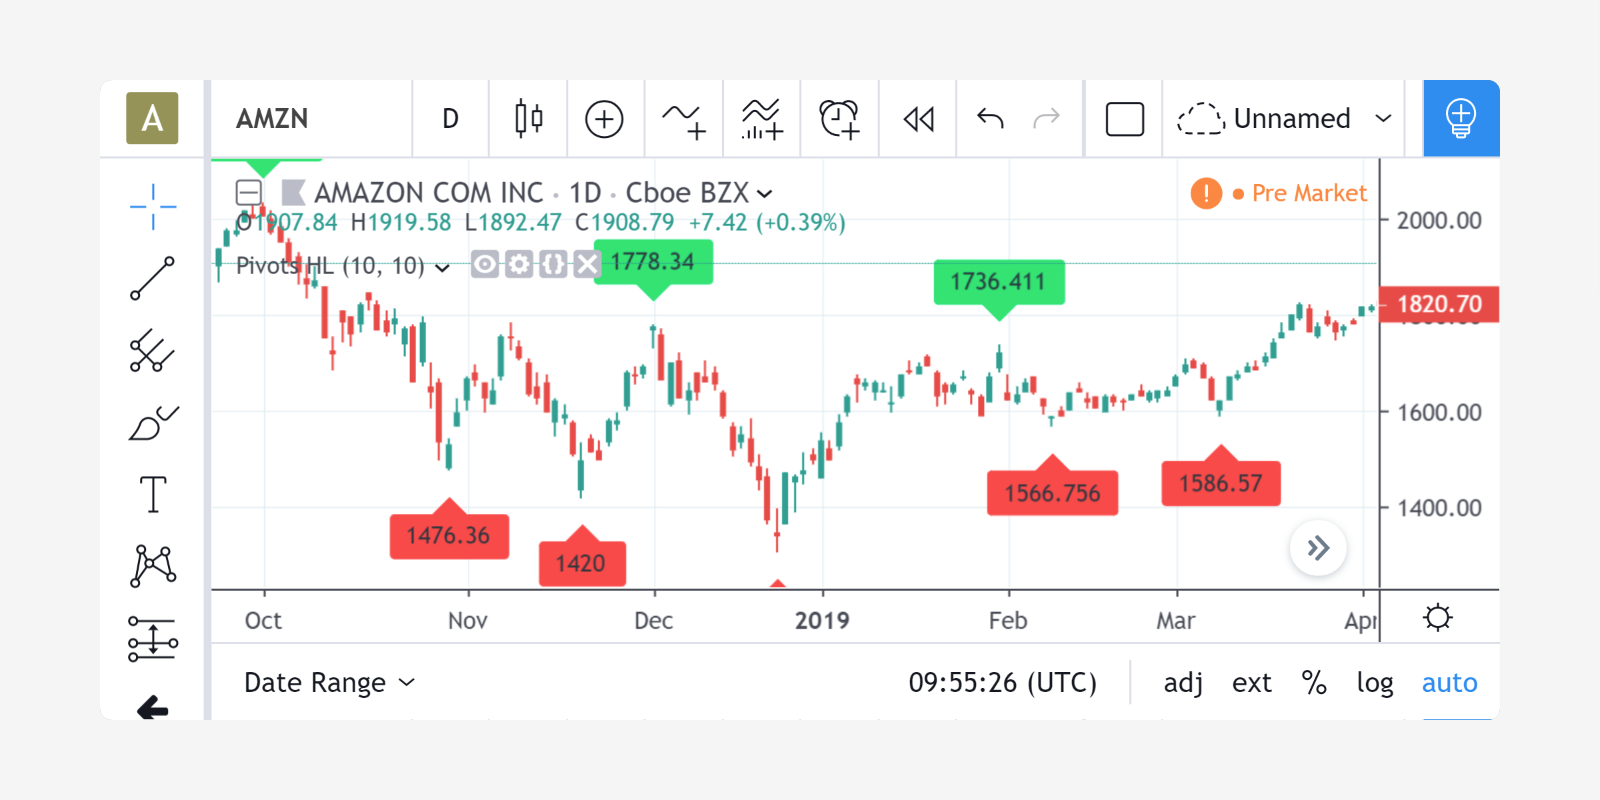 A AMZN D Unnamed
AMAZON COM INC · 1D · Cboe BZX
Pre Market
O1907.84 H1919.58 L1892.47 C1908.79 +7.42 (+0.39%)
2000.00
Pivots HL (10, 10)
1778.34
1736.411
1820.70
1600.00
1566.756
1586.57
1400.00
1476.36
1420
Oct Nov Dec 2019 Feb Mar Apr
Date Range 09:55:26 (UTC) adj ext % log auto